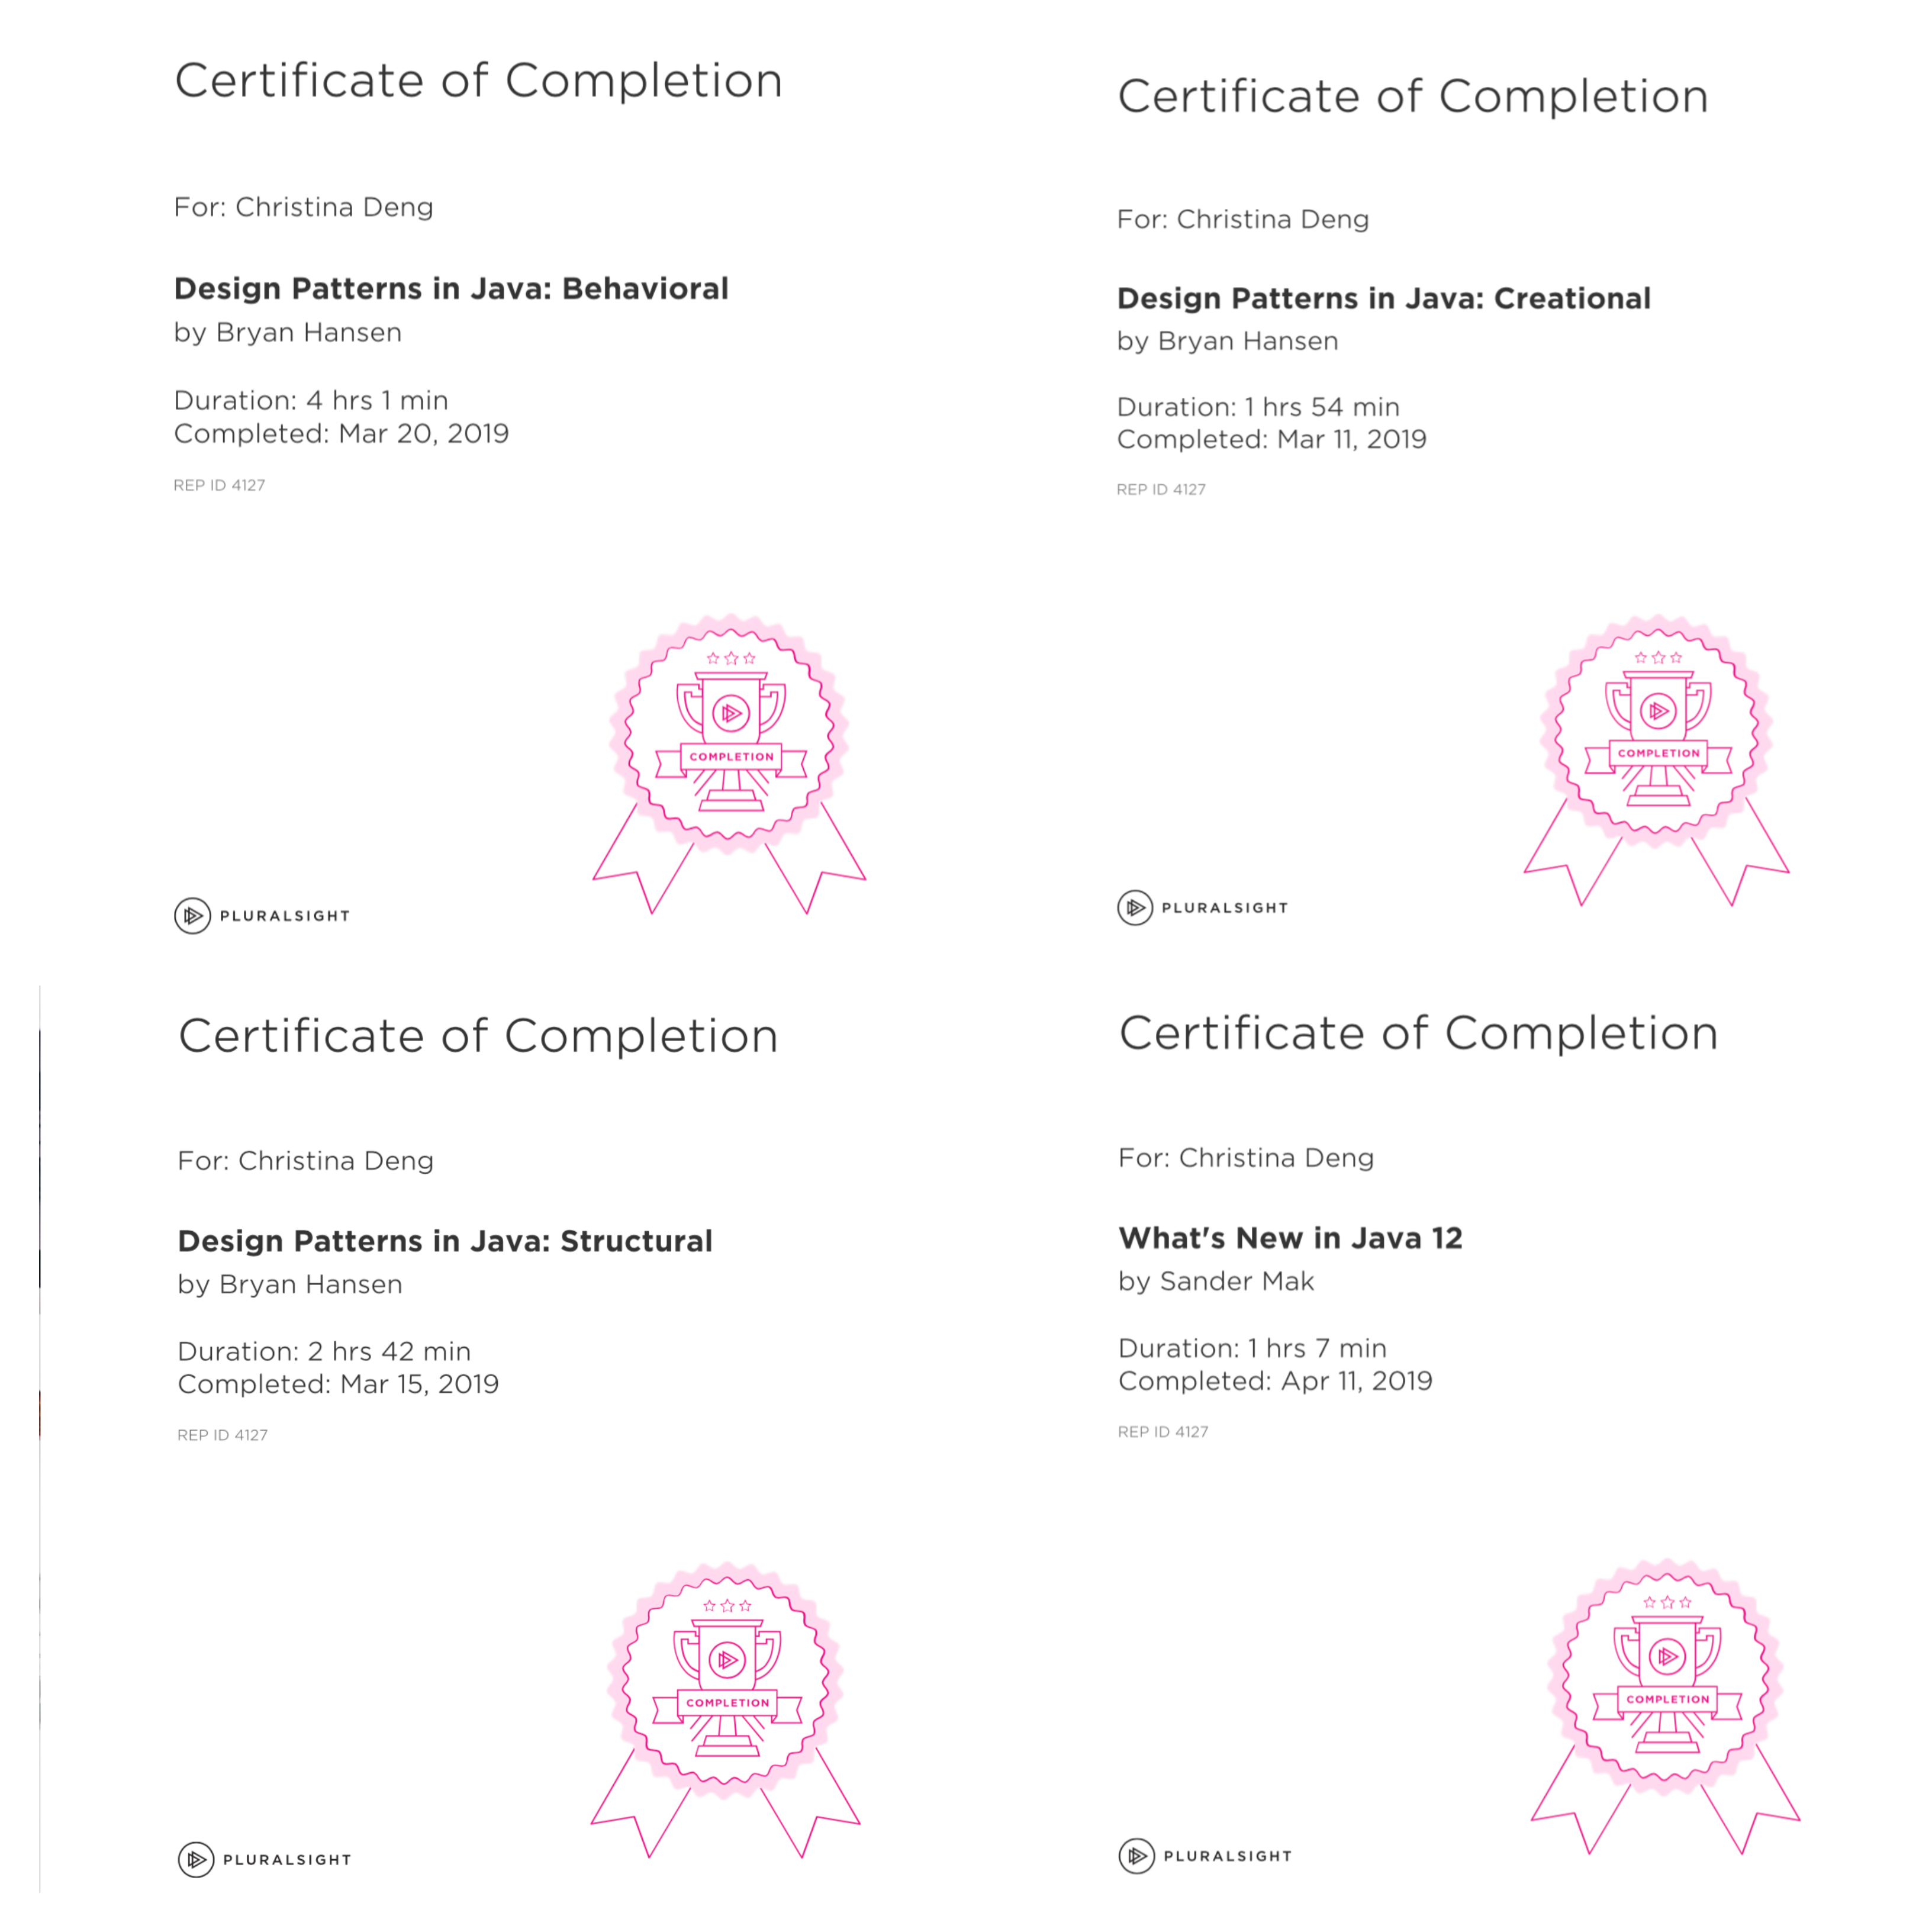 Certificate of Completion
For: Christina Deng
Design Patterns in Java: Behavioral
by Bryan Hansen
Duration: 4 hrs 1 min
Completed: Mar 20, 2019
REP ID 4127
COMPLETION
PLURALSIGHT
Certificate of Completion
For: Christina Deng
Design Patterns in Java: Creational
by Bryan Hansen
Duration: 1 hrs 54 min
Completed: Mar 11, 2019
REP ID 4127
COMPLETION
PLURALSIGHT
Certificate of Completion
For: Christina Deng
Design Patterns in Java: Structural
by Bryan Hansen
Duration: 2 hrs 42 min
Completed: Mar 15, 2019
REP ID 4127
COMPLETION
PLURALSIGHT
Certificate of Completion
For: Christina Deng
What's New in Java 12
by Sander Mak
Duration: 1 hrs 7 min
Completed: Apr 11, 2019
REP ID 4127
COMPLETION
PLURALSIGHT